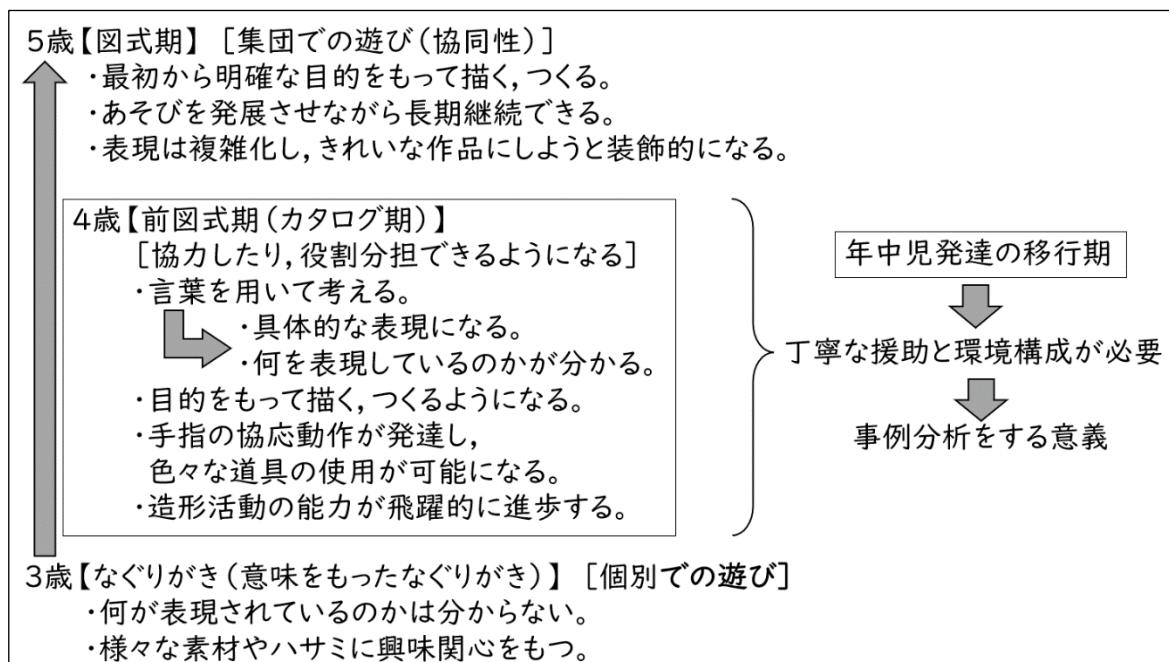 5歳【図式期】 [集団での遊び(協同性)]
・最初から明確な目的をもって描く,つくる。
・あそびを発展させながら長期継続できる。
・表現は複雑化し,きれいな作品にしようと装飾的になる。
4歳【前図式期(カタログ期)】
[協力したり,役割分担できるようになる]
・言葉を用いて考える。
・具体的な表現になる。
・何を表現しているのかが分かる。
・目的をもって描く,つくるようになる。
・手指の協応動作が発達し,
色々な道具の使用が可能になる。
・造形活動の能力が飛躍的に進歩する。
年中児発達の移行期
丁寧な援助と環境構成が必要
事例分析をする意義
3歳【なぐりがき(意味をもったなぐりがき)】 [個別での遊び]
・何が表現されているのかは分からない。
・様々な素材やハサミに興味関心をもつ。